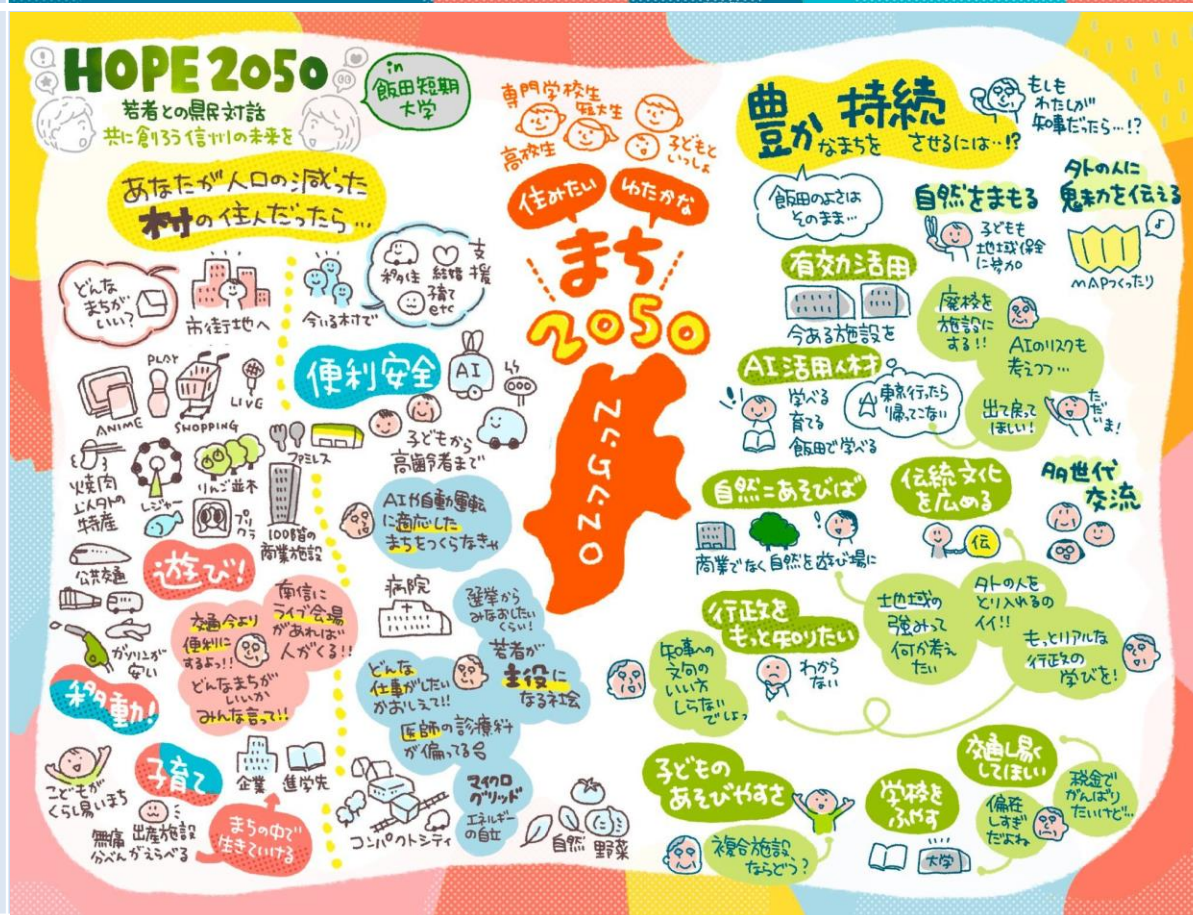 HOPE 2050
in
飯田短期
大学
若者との県民対話
共に創ろう信州の未来を
あなたが人口の減った
村の住人だったら…
どんな
まちが
いい?
市街地へ
今いる村で
移住
結婚
子育て
etc
支
援
便利安全
AI
子どもから
高齢者まで
ANIME
PLAY
SHOPPING
LIVE
焼肉
以外の
特産
レジャー
りんご並木
プリ
クラ
ファミレス
100階の
商業施設
公共交通
遊び!
ガソリンが
安い
移動!
交通今より
便利に
するよっ!!
南信に
ライブ会場
があれば
人がくる!!
どんなまちが
いいか
みんな言って!!
子育て
こどもが
くらし易いまち
無痛
分べんがえらべる
出産施設
企業
進学先
まちの中で
生きていける
AIや自動運転
に適応した
まちをつくらなきゃ
病院
選挙から
みなおしたい
くらい!
若者が
主役に
なる社会
どんな
仕事がしたい
かおしえて!!
医師の診療科
が偏ってる
コンパクトシティ
マイクロ
グリッド
エネルギー
の自立
自然
野菜
専門学校生
短大生
高校生
子どもと
いっしょ
住みたい
ゆたかな
まち
2050
ながの
豊かなまちを
持続させるには…!?
もしも
わたしが
知事だったら…!?
飯田のよさは
そのまま…
自然をまもる
子どもも
地域保全
に参加
外の人に
魅力を伝える
MAPつくったり
有効活用
今ある施設を
廃校を
施設に
する!!
AIのリスクも
考えつつ…
AI活用人材
学べる
育てる
飯田で学べる
東京行ったら
帰ってこない
出て戻って
ほしい!
ただ
いま!
自然=あそびば
商業でなく自然を遊び場に
伝統文化
を広める
伝
多世代
交流
行政を
もっと知りたい
わから
ない
知事への
文句の
いい方
しらない
でしょっ
地域の
強みって
何か考え
たい
外の人を
とり入れるの
イイ!!
もっとリアルな
行政の
学びを!
子どもの
あそびやすさ
複合施設
ならどう?
学校を
ふやす
大学
交通し易く
してほしい
偏在
しすぎ
だよね
税金で
がんばり
たいけど…